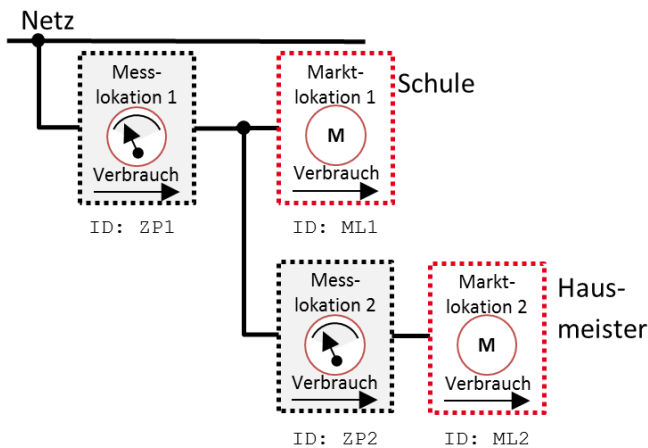 Netz
Mess-
lokation 1
Verbrauch
ID: ZP1
Markt-
lokation 1
M
Verbrauch
ID: ML1
Schule
Mess-
lokation 2
Verbrauch
ID: ZP2
Markt-
lokation 2
M
Verbrauch
ID: ML2
Haus-
meister